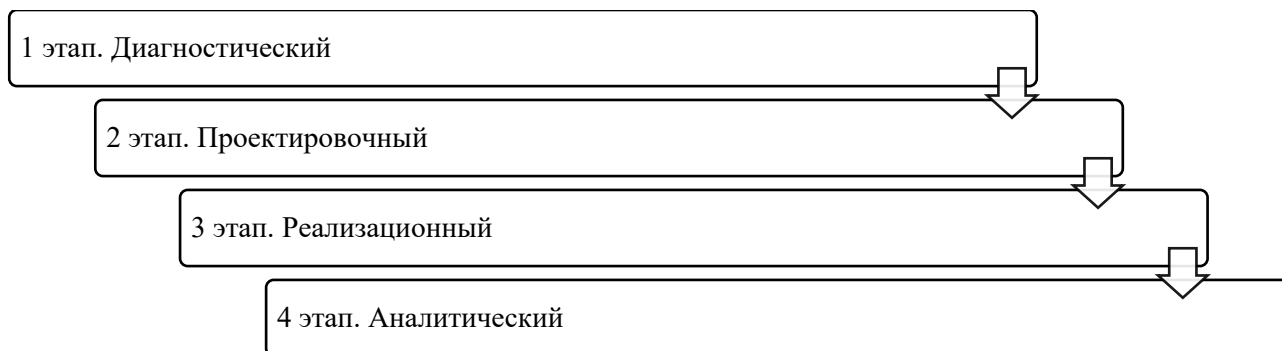 1 этап. Диагностический
2 этап. Проектировочный
3 этап. Реализационный
4 этап. Аналитический